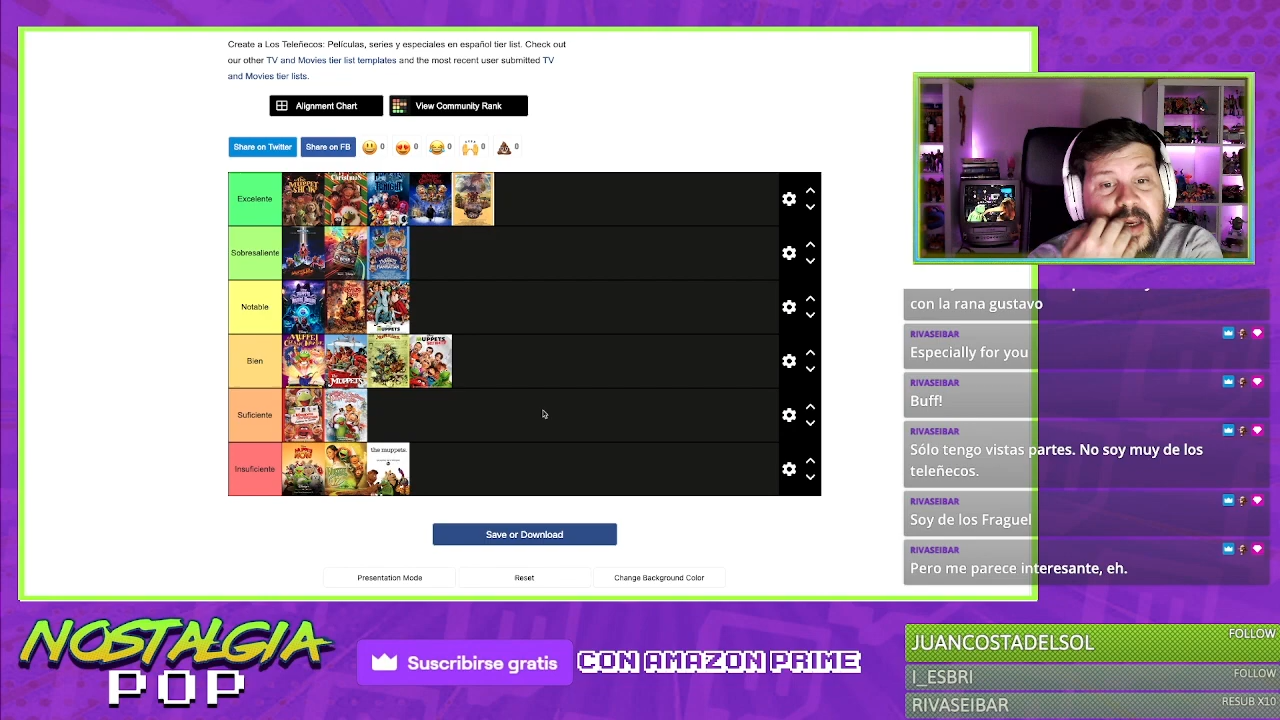 Create a Los Teleñecos: Películas, series y especiales en español tier list. Check out
our other TV and Movies tier list templates and the most recent user submitted TV
and Movies tier lists.
Alignment Chart
View Community Rank
Share on Twitter
Share on FB
0
0
0
0
0
Excelente
Sobresaliente
Notable
Bien
Suficiente
Insuficiente
the muppets.
Save or Download
Presentation Mode
Reset
Change Background Color
con la rana gustavo
RIVASEIBAR
Especially for you
RIVASEIBAR
Buff!
RIVASEIBAR
Sólo tengo vistas partes. No soy muy de los
teleñecos.
RIVASEIBAR
Soy de los Fraguel
RIVASEIBAR
Pero me parece interesante, eh.
NOSTALGIA
POP
Suscribirse gratis
CON AMAZON PRIME
JUANCOSTADELSOL
FOLLOW
I_ESBRI
FOLLOW
RIVASEIBAR
RESUB X10